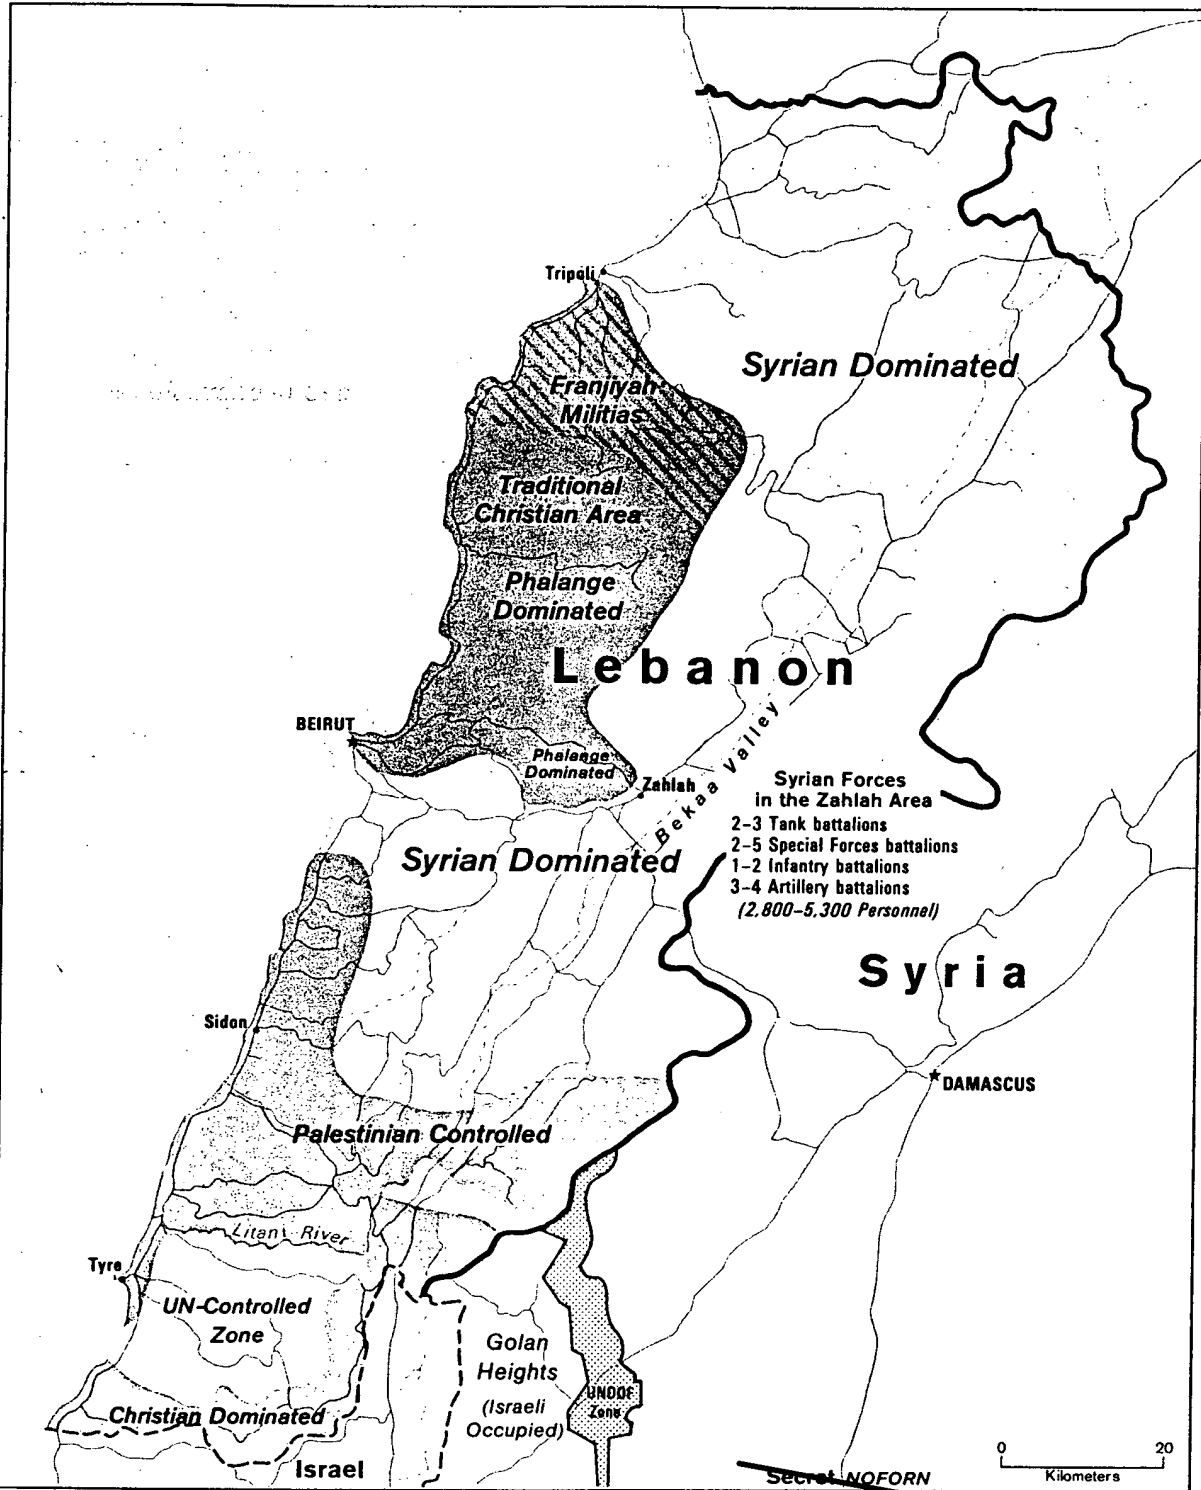 Tripoli
Syrian Dominated
Franjiyah
Militias
Traditional
Christian Area
Phalange
Dominated
Lebanon
BEIRUT
Phalange
Dominated
Zahlah
Bekaa Valley
Syrian Forces
in the Zahlah Area
2-3 Tank battalions
2-5 Special Forces battalions
1-2 Infantry battalions
3-4 Artillery battalions
(2,800-5,300 Personnel)
Syrian Dominated
Syria
Sidon
DAMASCUS
Palestinian Controlled
Litani River
Tyre
UN-Controlled
Zone
Golan
Heights
(Israeli
Occupied)
UNDOF
Zone
Christian Dominated
Israel
0 20
Kilometers
Secret NOFORN